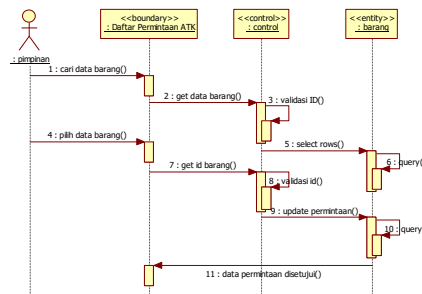 <<boundary>>
: Daftar Permintaan ATK
<<control>>
: control
<<entity>>
: barang
: pimpinan
1 : cari data barang()
2 : get data barang()
3 : validasi ID()
4 : pilih data barang()
5 : select rows()
6 : query(
7 : get id barang()
8 : validasi id()
9 : update permintaan()
10 : query
11 : data permintaan disetujui()